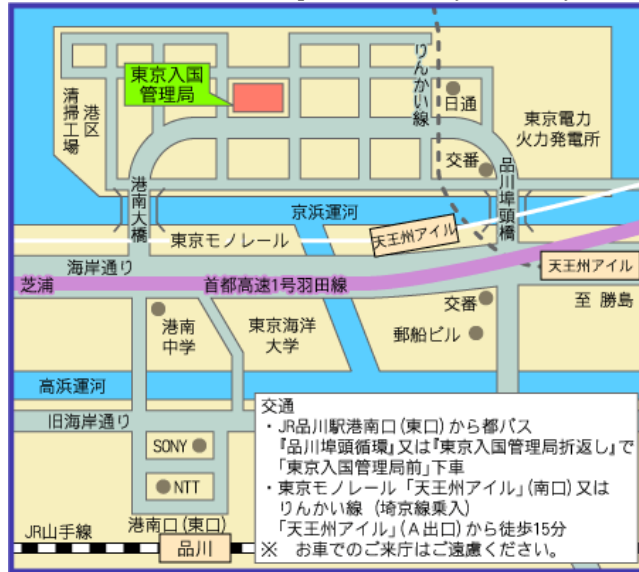 東京入国
管理局
りんかい線
日通
港区
清掃工場
東京電力
火力発電所
交番
港南大橋
品川埠頭橋
京浜運河
東京モノレール
天王州アイル
海岸通り
天王州アイル
芝浦
首都高速1号羽田線
交番
至 勝島
港南
中学
東京海洋
大学
郵船ビル
高浜運河
旧海岸通り
SONY
NTT
港南口(東口)
JR山手線
品川
交通
・JR品川駅港南口(東口)から都バス
『品川埠頭循環』又は『東京入国管理局折返し』で
「東京入国管理局前」下車
・東京モノレール「天王州アイル」(南口)又は
りんかい線 (埼京線乗入)
「天王州アイル」(A出口)から徒歩15分
※ お車でのご来庁はご遠慮ください。